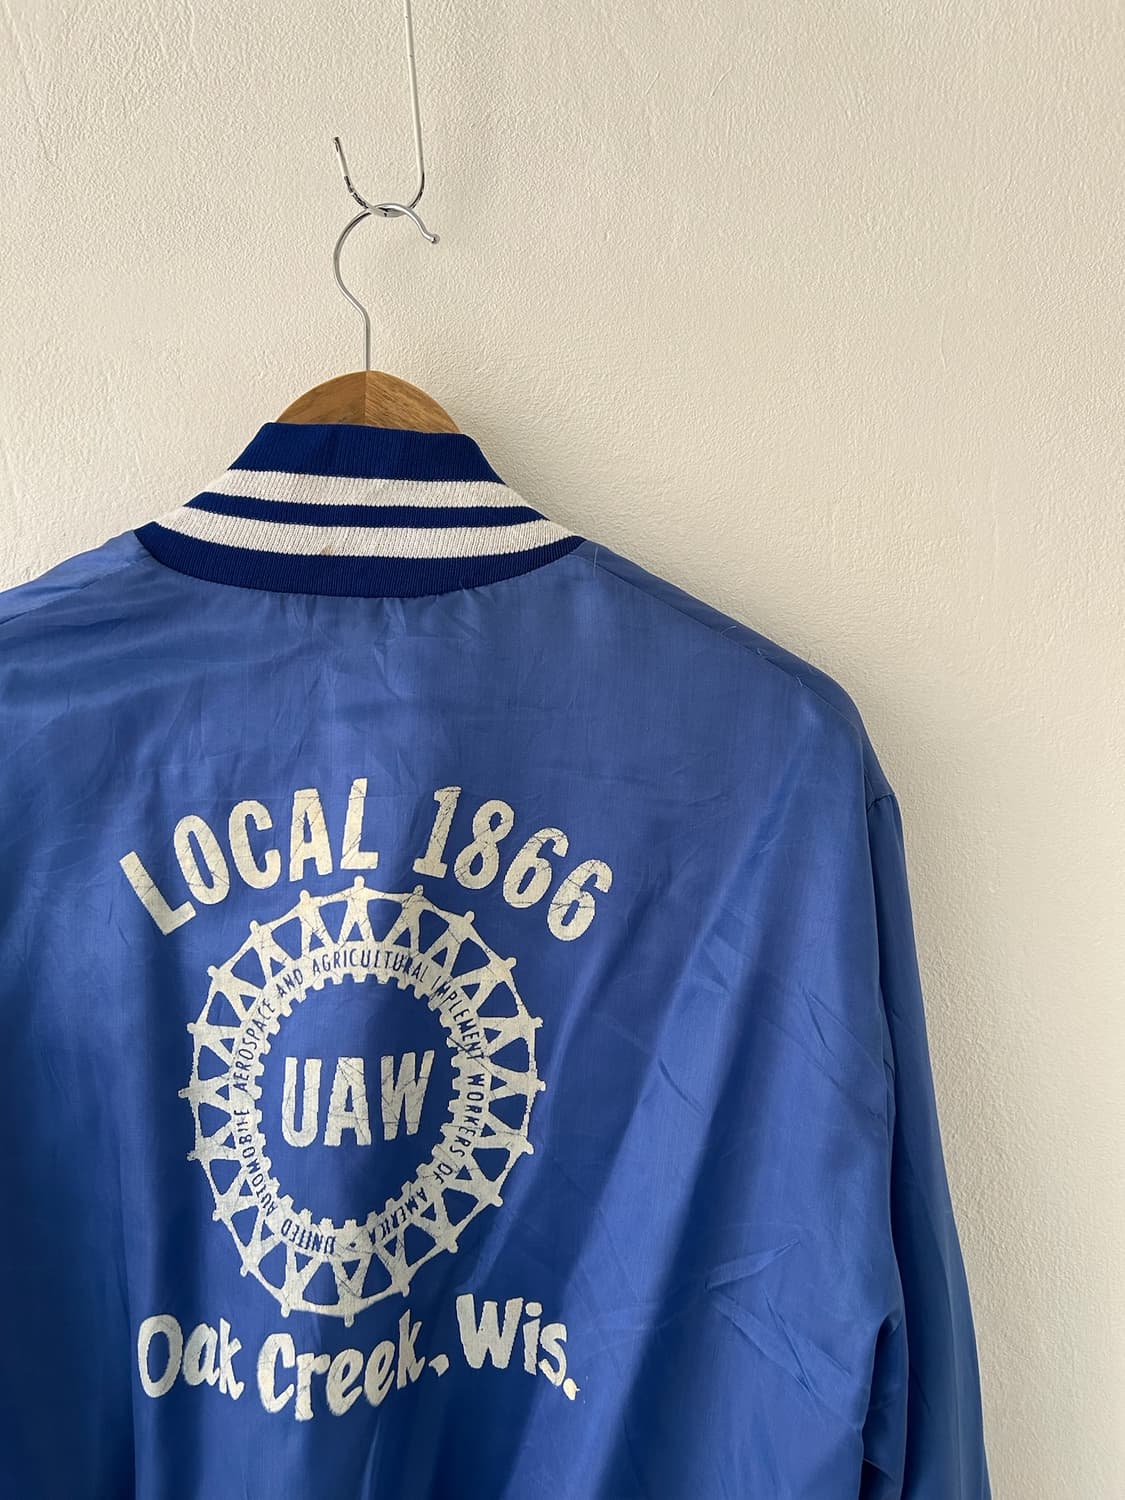 LOCAL 1866
UNITED AUTOMOBILE AEROSPACE AND AGRICULTURAL IMPLEMENT WORKERS OF AMERICA •
UAW
Oak Creek, Wis.